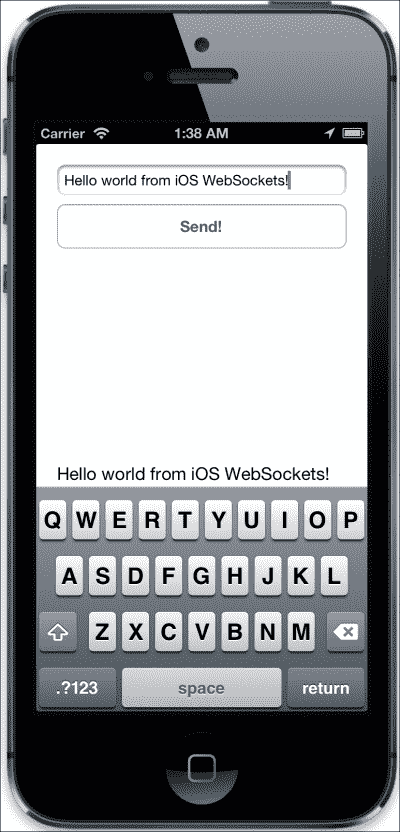 Carrier 1:38 AM
Hello world from iOS WebSockets!
Send!
Hello world from iOS WebSockets!
Q W E R T Y U I O P
A S D F G H J K L
Z X C V B N M
.?123 space return